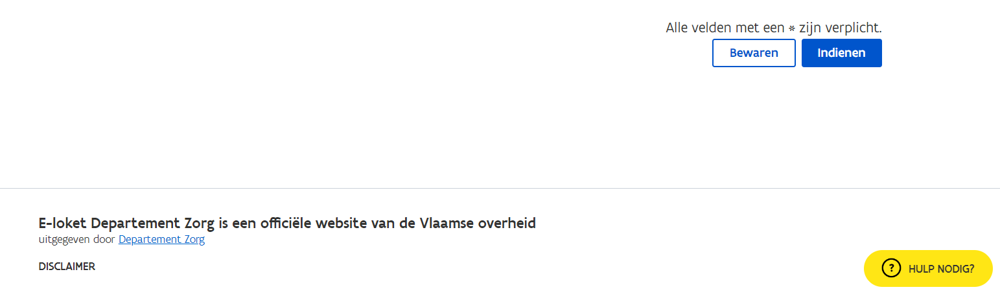 Alle velden met een * zijn verplicht.
Bewaren Indienen
E-loket Departement Zorg is een officiële website van de Vlaamse overheid
uitgegeven door Departement Zorg
DISCLAIMER
? HULP NODIG?